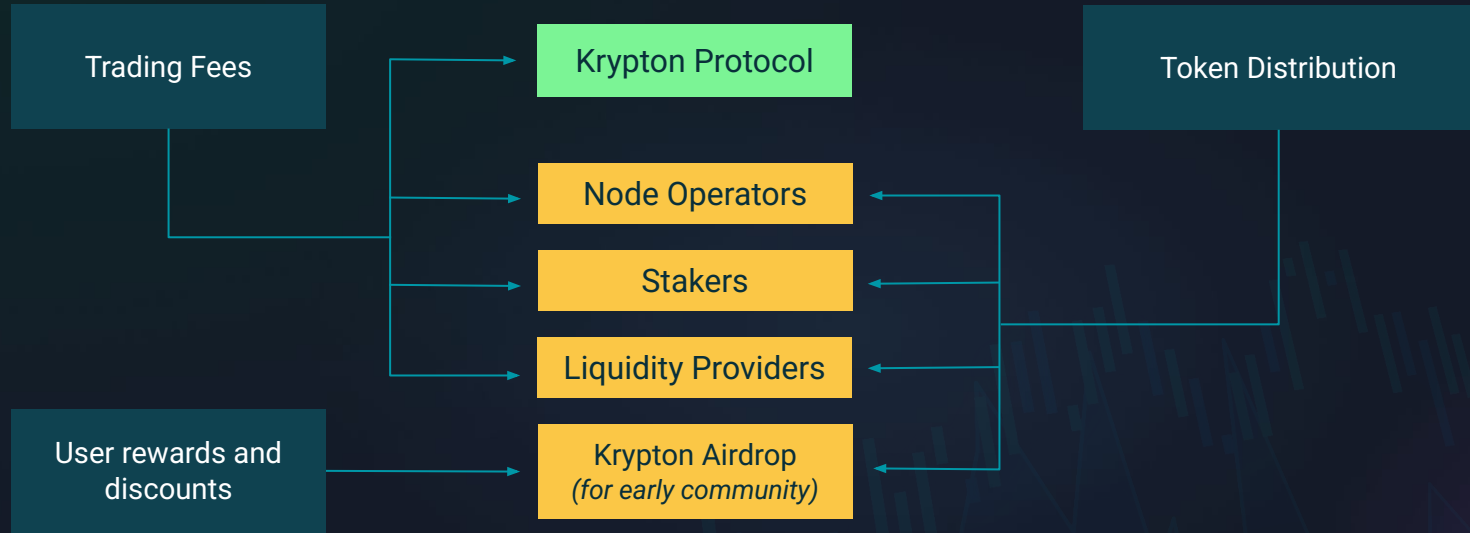 Trading Fees
Krypton Protocol
Token Distribution
Node Operators
Stakers
Liquidity Providers
User rewards and
discounts
Krypton Airdrop
(for early community)